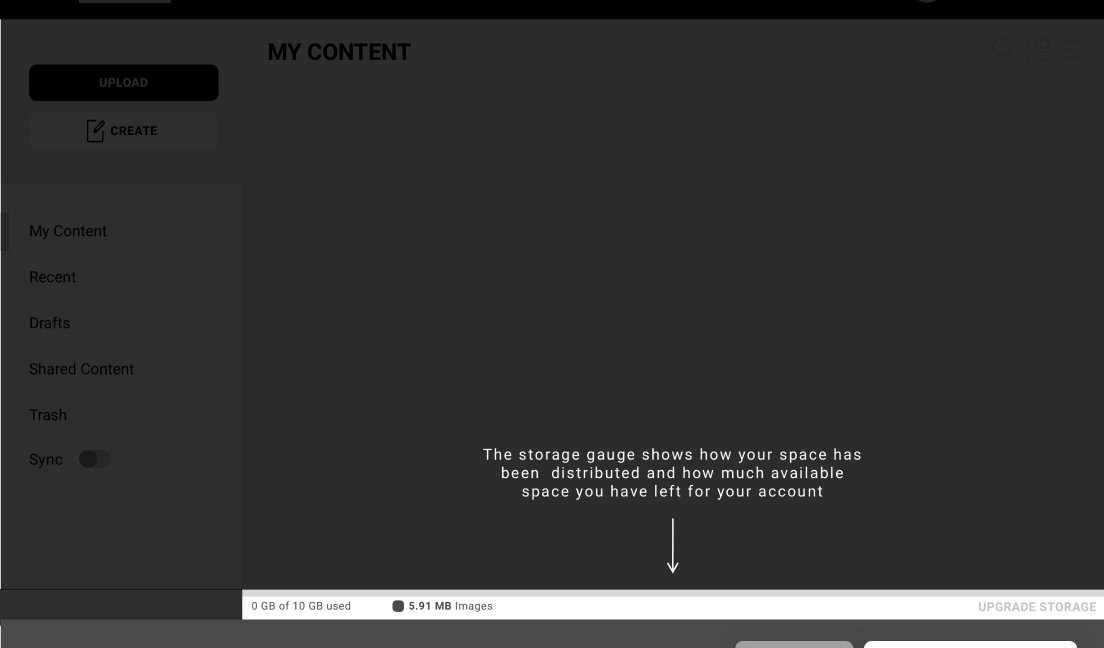 MY CONTENT
UPLOAD
CREATE
My Content
Recent
Drafts
Shared Content
Trash
Sync
The storage gauge shows how your space has
been distributed and how much available
space you have left for your account
0 GB of 10 GB used
5.91 MB Images
UPGRADE STORAGE